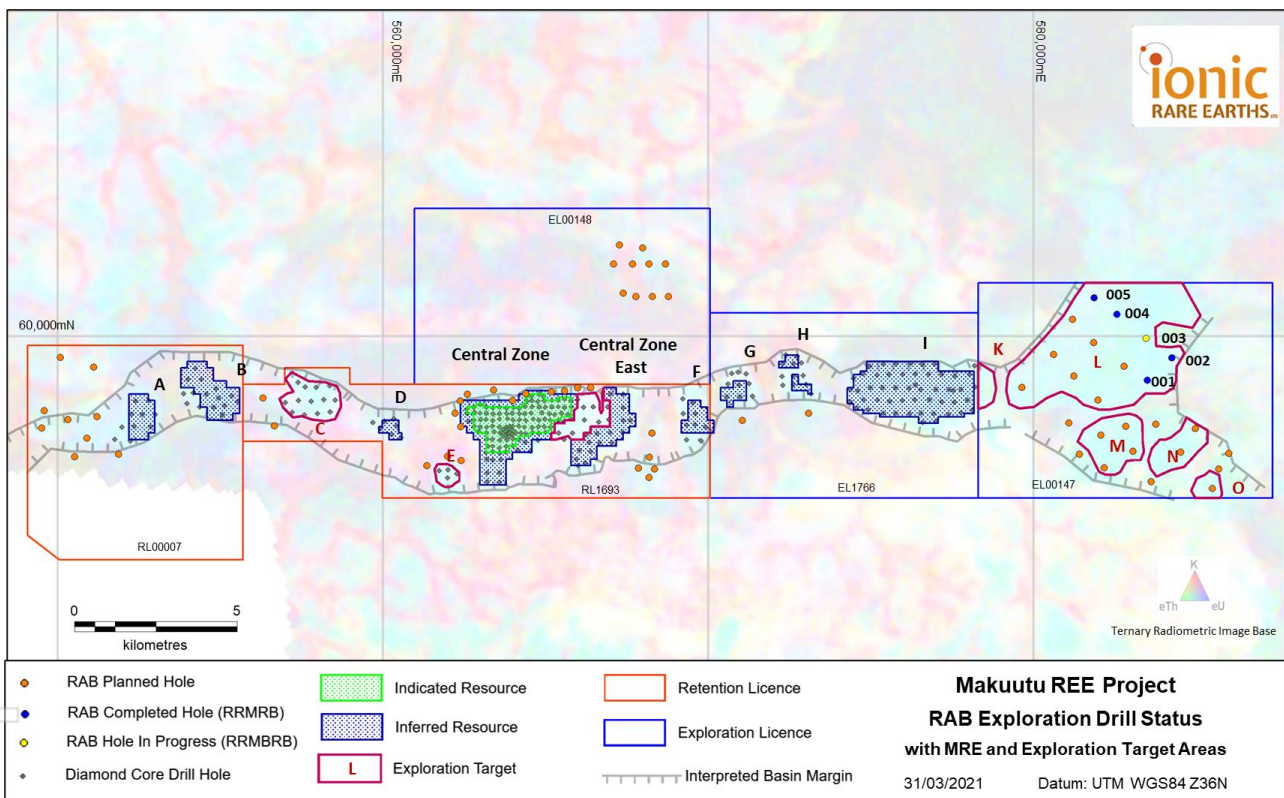 560,000mE
580,000mE
ionic
RARE EARTHS
EL00148
60,000mN
005
004
003
002
001
Central Zone
Central Zone
East
A
B
C
D
E
F
G
H
I
K
L
M
N
O
RL00007
RL1693
EL1766
EL00147
0
5
kilometres
K
eTh
eU
Ternary Radiometric Image Base
RAB Planned Hole
RAB Completed Hole (RRMRB)
RAB Hole In Progress (RRMBRB)
Diamond Core Drill Hole
Indicated Resource
Inferred Resource
L
Exploration Target
Retention Licence
Exploration Licence
Interpreted Basin Margin
Makuutu REE Project
RAB Exploration Drill Status
with MRE and Exploration Target Areas
31/03/2021
Datum: UTM WGS84 Z36N